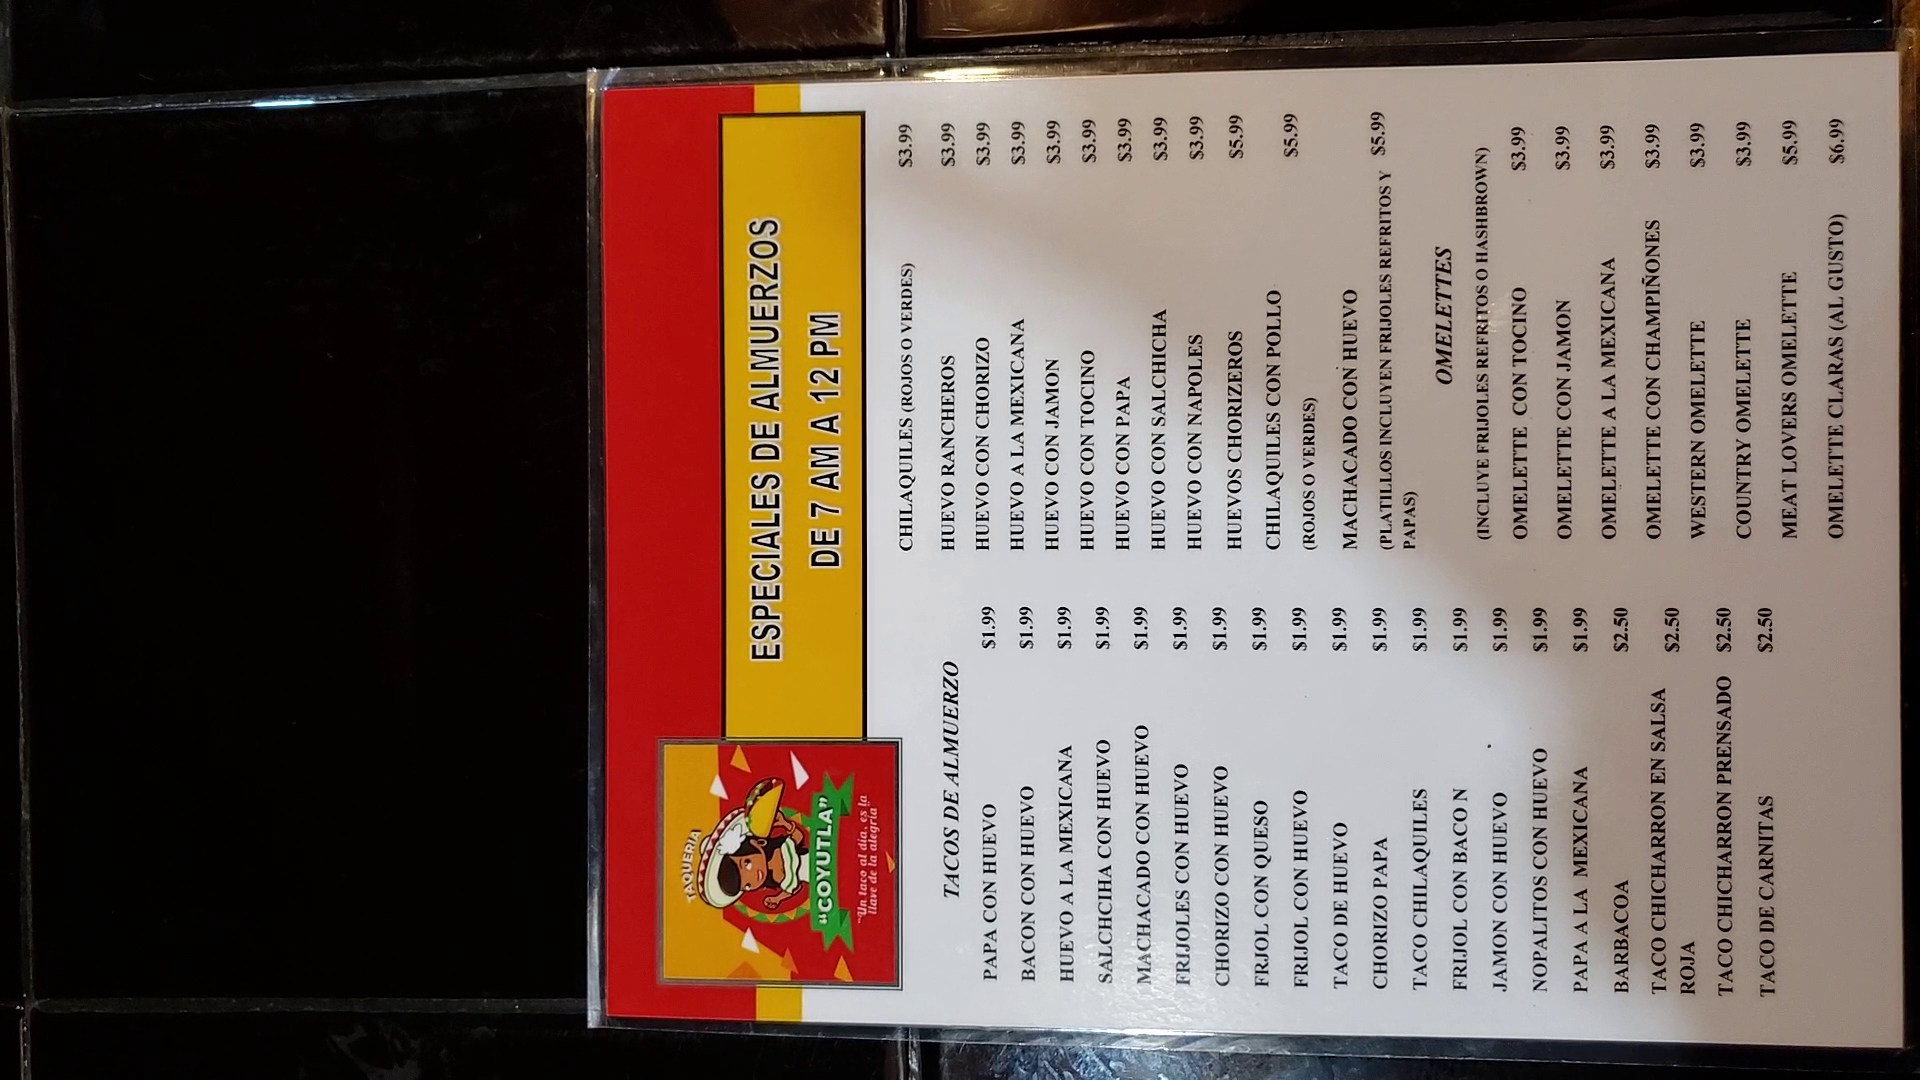 TAQUERIA
"COYUTLA"
"Un taco al día, es la
llave de la alegría"
ESPECIALES DE ALMUERZOS
DE 7 AM A 12 PM
TACOS DE ALMUERZO
PAPA CON HUEVO $1.99
BACON CON HUEVO $1.99
HUEVO A LA MEXICANA $1.99
SALCHCIHA CON HUEVO $1.99
MACHACADO CON HUEVO $1.99
FRIJOLES CON HUEVO $1.99
CHORIZO CON HUEVO $1.99
FRIJOL CON QUESO $1.99
FRIJOL CON HUEVO $1.99
TACO DE HUEVO $1.99
CHORIZO PAPA $1.99
TACO CHILAQUILES $1.99
FRIJOL CON BACO N $1.99
JAMON CON HUEVO $1.99
NOPALITOS CON HUEVO $1.99
PAPA A LA MEXICANA $1.99
BARBACOA $2.50
TACO CHICHARRON EN SALSA $2.50
ROJA
TACO CHICHARRON PRENSADO $2.50
TACO DE CARNITAS $2.50
CHILAQUILES (ROJOS O VERDES) $3.99
HUEVO RANCHEROS $3.99
HUEVO CON CHORIZO $3.99
HUEVO A LA MEXICANA $3.99
HUEVO CON JAMON $3.99
HUEVO CON TOCINO $3.99
HUEVO CON PAPA $3.99
HUEVO CON SALCHICHA $3.99
HUEVO CON NAPOLES $3.99
HUEVOS CHORIZEROS $5.99
CHILAQUILES CON POLLO $5.99
(ROJOS O VERDES)
MACHACADO CON HUEVO $5.99
(PLATILLOS INCLUYEN FRIJOLES REFRITOS Y
PAPAS)
OMELETTES
(INCLUYE FRIJOLES REFRITOS O HASHBROWN)
OMELETTE CON TOCINO $3.99
OMELETTE CON JAMON $3.99
OMELETTE A LA MEXICANA $3.99
OMELETTE CON CHAMPIÑONES $3.99
WESTERN OMELETTE $3.99
COUNTRY OMELETTE $3.99
MEAT LOVERS OMELETTE $5.99
OMELETTE CLARAS (AL GUSTO) $6.99